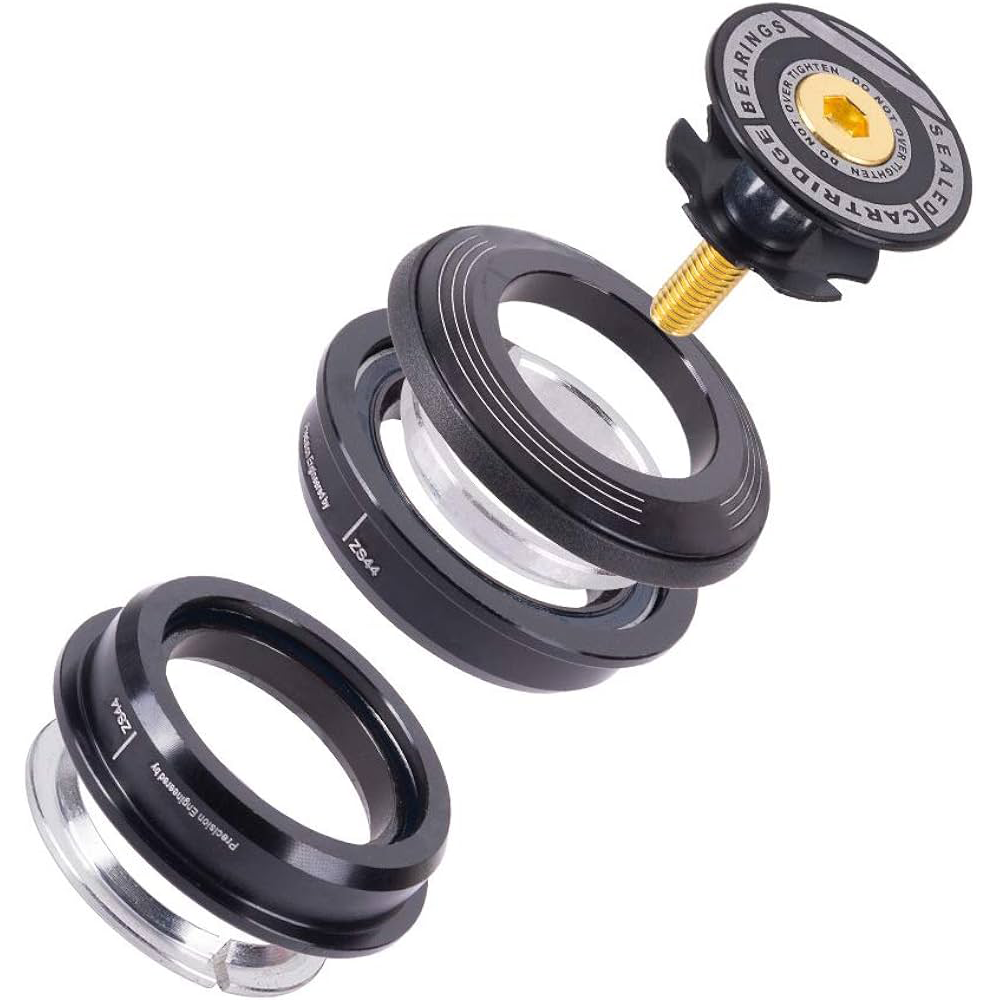 SEALED
CARTRIDGE
BEARINGS
DO NOT OVER TIGHTEN DO NOT OVER TIGHTEN
Precision Engineered by
ZS44
ZS44
Precision Engineered by